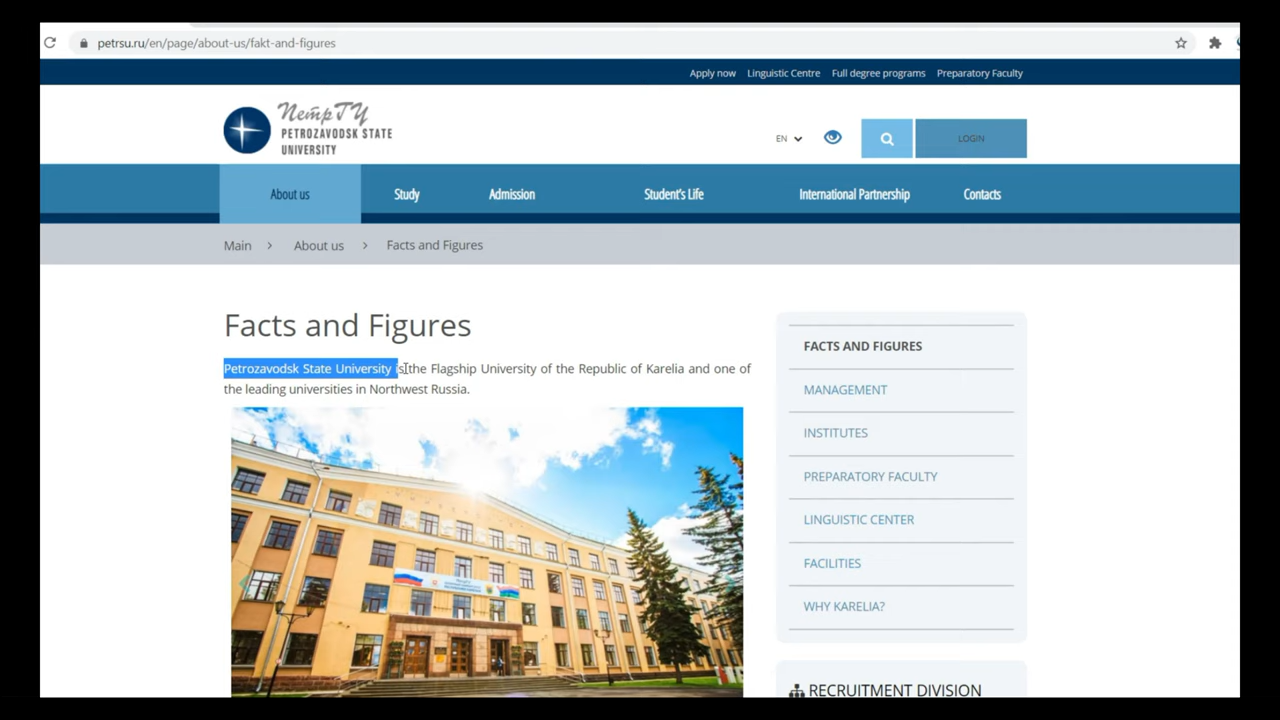 petrsu.ru/en/page/about-us/fakt-and-figures
Apply now Linguistic Centre Full degree programs Preparatory Faculty
ПетрГУ
PETROZAVODSK STATE
UNIVERSITY
EN
LOGIN
About us Study Admission Student's Life International Partnership Contacts
Main > About us > Facts and Figures
Facts and Figures
Petrozavodsk State University is the Flagship University of the Republic of Karelia and one of
the leading universities in Northwest Russia.
FACTS AND FIGURES
MANAGEMENT
INSTITUTES
PREPARATORY FACULTY
LINGUISTIC CENTER
FACILITIES
WHY KARELIA?
RECRUITMENT DIVISION